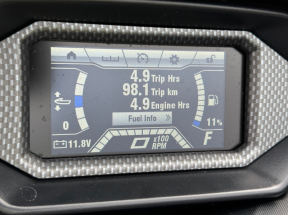 4.9 Trip Hrs
98.1 Trip km
4.9 Engine Hrs
Fuel Info
0
11%
11.8V
x100
RPM
F